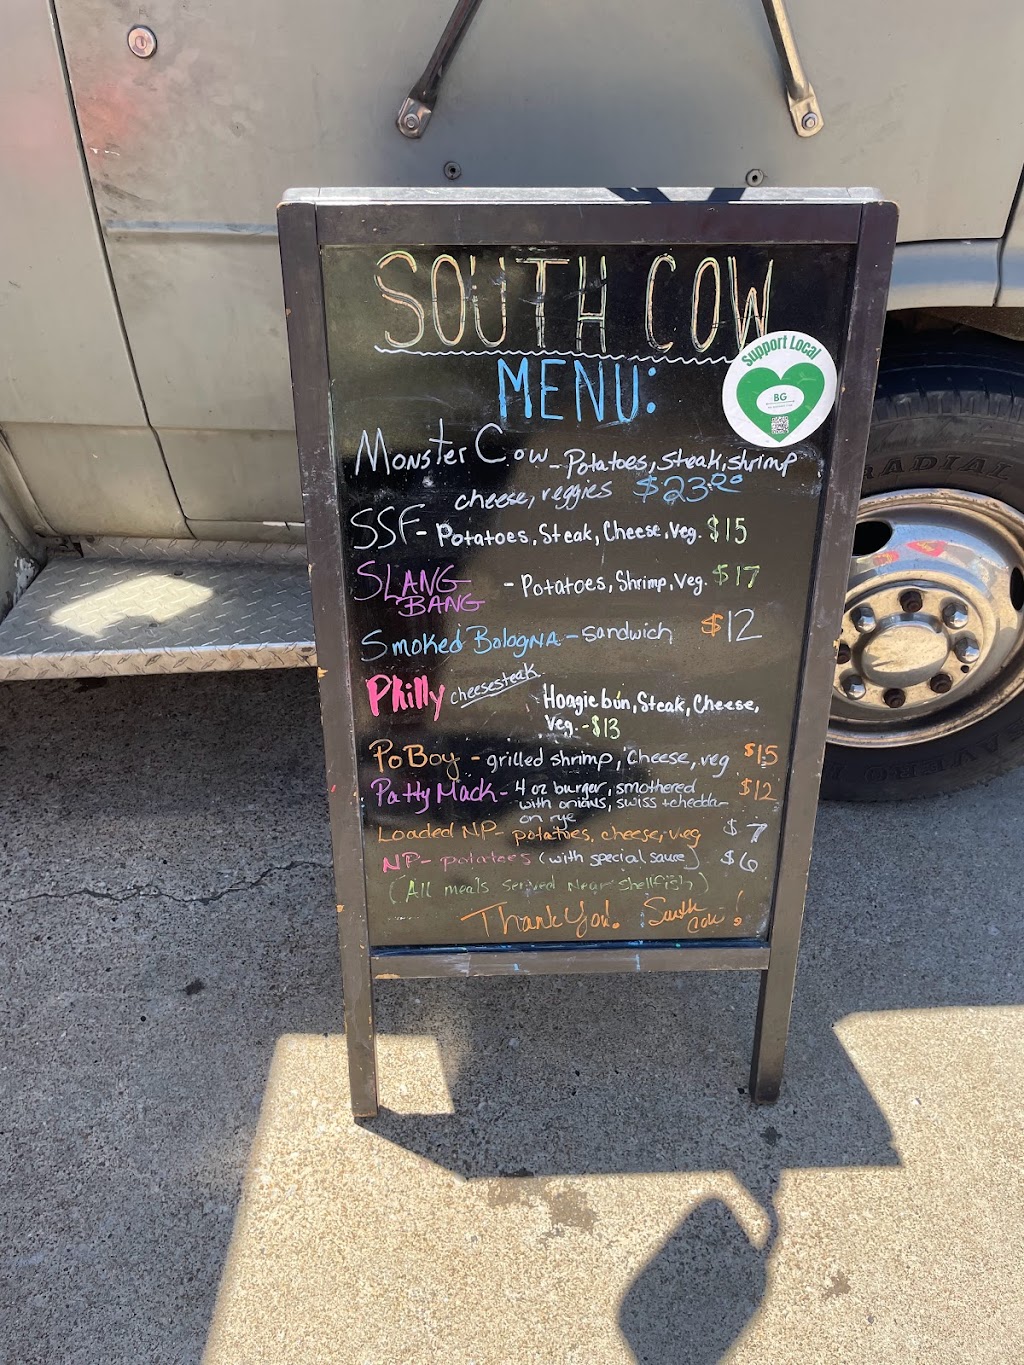 SOUTH COW
Support Local
BG
MENU:
Monster Cow - Potatoes, Steak, shrimp
cheese, veggies $23.00
SSF - Potatoes, Steak, Cheese, Veg. $15
SLANG - Potatoes, Shrimp, Veg. $17
BANG
Smoked Bologna - Sandwich $12
Philly cheesesteak Hoagie bun, Steak, Cheese,
Veg. - $13
Po Boy - grilled shrimp, Cheese, veg $15
Patty Mack - 4 oz burger, smothered $12
with onions, swiss + chedda
on rye
Loaded NP - potatoes, cheese, veg $7
NP - potatoes (with special sauce) $6
(All meals served near shellfish)
Thank You! South
Cow!
RADIAL